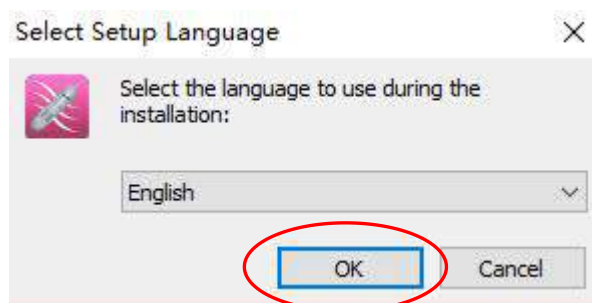 Select Setup Language
Select the language to use during the
installation:
English
OK
Cancel